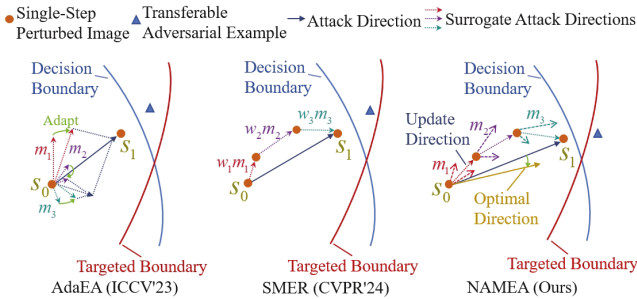 Single-Step
Perturbed Image
Transferable
Adversarial Example
Attack Direction
Surrogate Attack Directions
Decision
Boundary
Adapt
m1
m2
m3
S0
S1
Targeted Boundary
AdaEA (ICCV'23)
Decision
Boundary
w1m1
w2m2
w3m3
S0
S1
Targeted Boundary
SMER (CVPR'24)
Decision
Boundary
Update
Direction
m1
m2
m3
S0
S1
Optimal
Direction
Targeted Boundary
NAMEA (Ours)